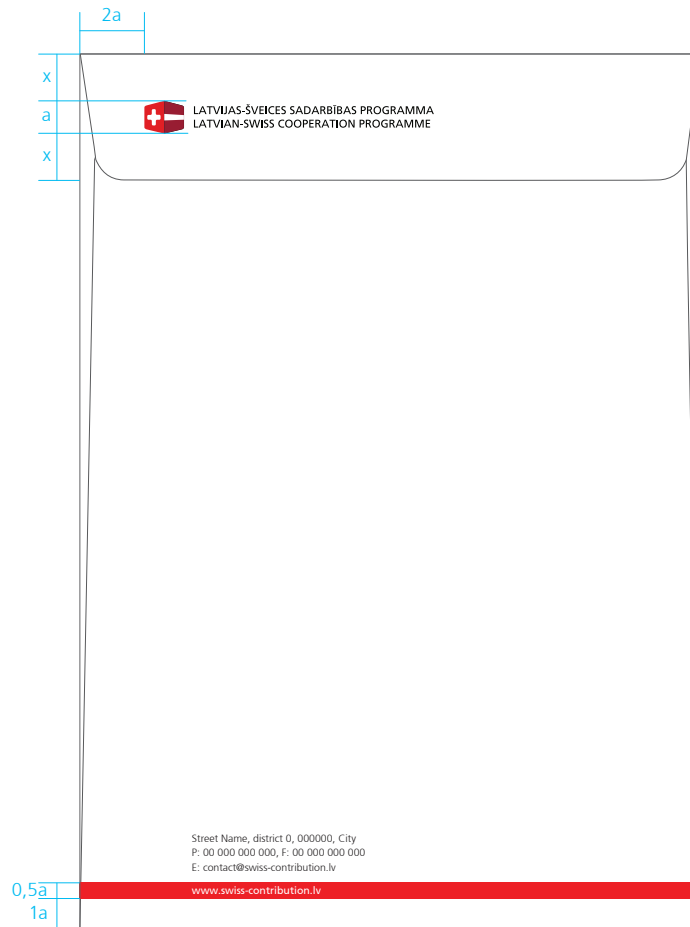 2a
x
a
x
LATVIJAS-ŠVEICES SADARBĪBAS PROGRAMMA
LATVIAN-SWISS COOPERATION PROGRAMME
Street Name, district 0, 000000, City
P: 00 000 000 000, F: 00 000 000 000
E: contact@swiss-contribution.lv
0,5a
www.swiss-contribution.lv
1a